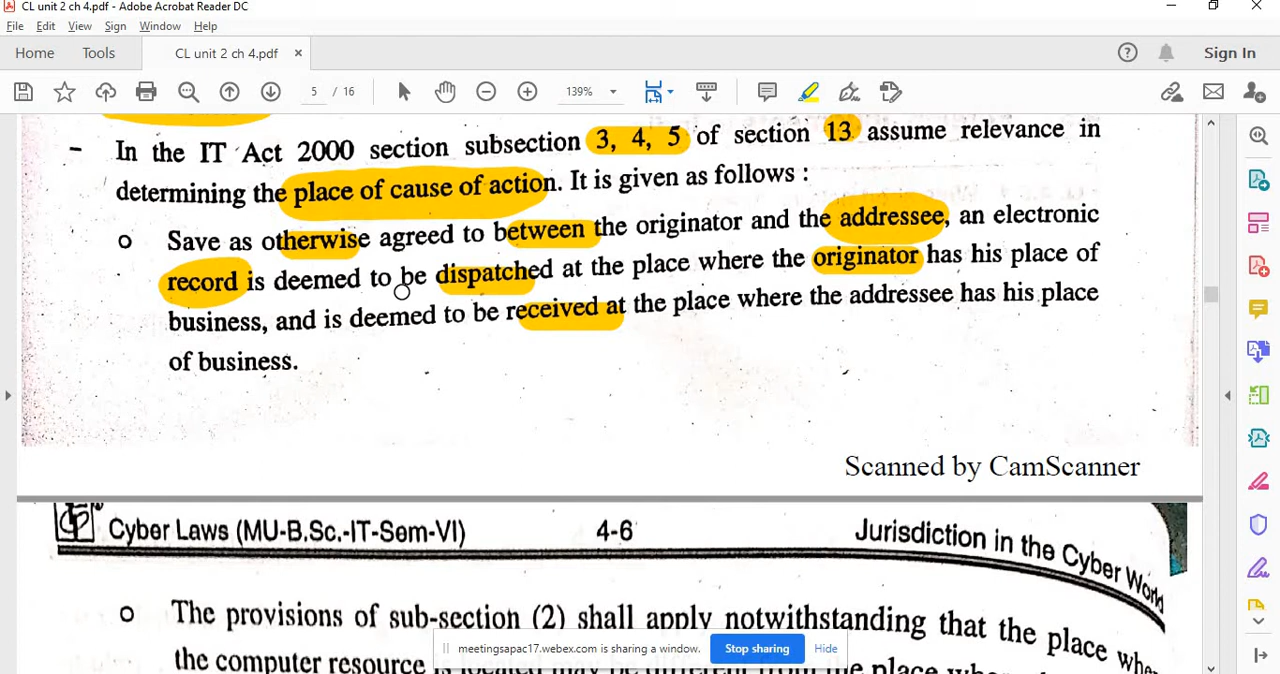 CL unit 2 ch 4.pdf - Adobe Acrobat Reader DC
File Edit View Sign Window Help
Home Tools CL unit 2 ch 4.pdf × Sign In
5 / 16 139%
- In the IT Act 2000 section subsection 3, 4, 5 of section 13 assume relevance in
determining the place of cause of action. It is given as follows :
o Save as otherwise agreed to between the originator and the addressee, an electronic
record is deemed to be dispatched at the place where the originator has his place of
business, and is deemed to be received at the place where the addressee has his place
of business.
Scanned by CamScanner
Cyber Laws (MU-B.Sc.-IT-Sem-VI) 4-6 Jurisdiction in the Cyber World
o The provisions of sub-section (2) shall apply notwithstanding that the place
the computer resource
meetingsapac17.webex.com is sharing a window. Stop sharing Hide